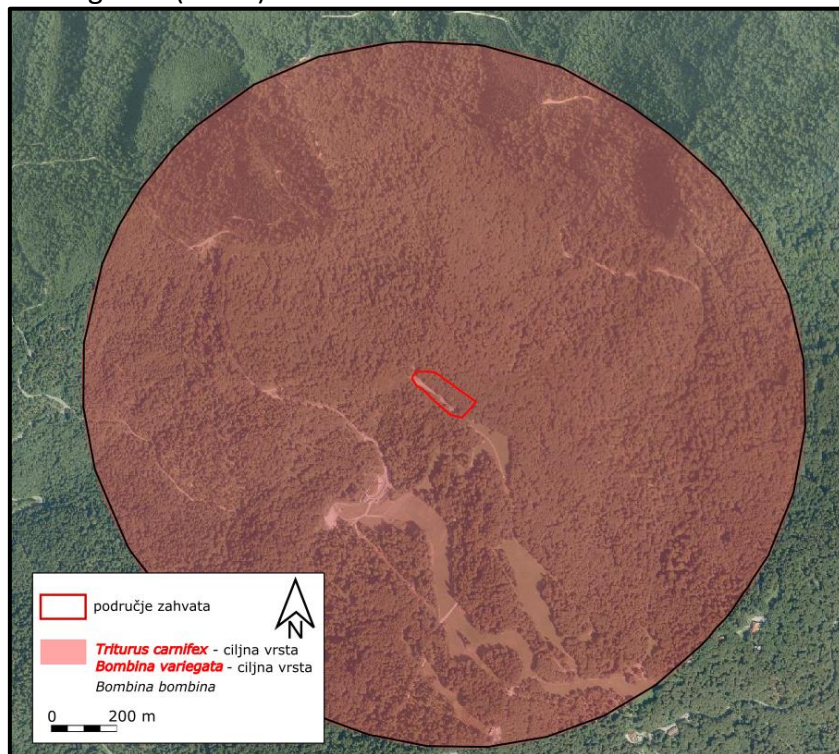 područje zahvata
N
Triturus carnifex - ciljna vrsta
Bombina variegata - ciljna vrsta
Bombina bombina
0 200 m